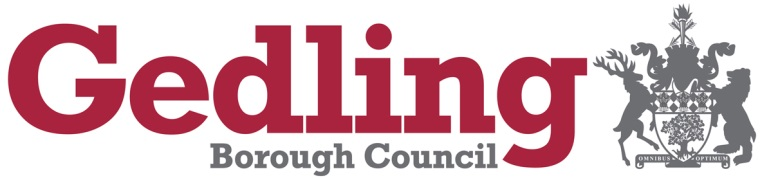 Gedling
Borough Council
OMNIBUS OPTIMUM